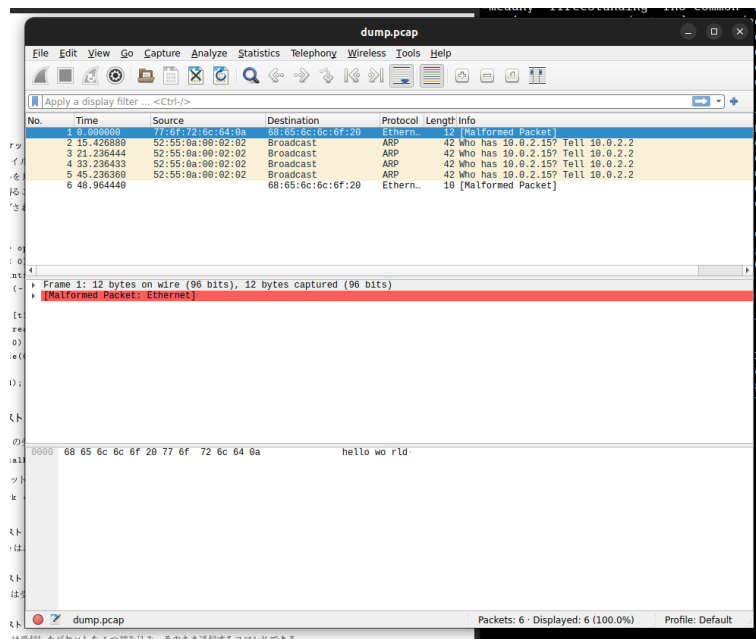 dump.pcap
File Edit View Go Capture Analyze Statistics Telephony Wireless Tools Help
Apply a display filter ... <Ctrl-/>
No. Time Source Destination Protocol Length Info
1 0.000000 77:6f:72:6c:64:0a 68:65:6c:6c:6f:20 Ethern… 12 [Malformed Packet]
2 15.426880 52:55:0a:00:02:02 Broadcast ARP 42 Who has 10.0.2.15? Tell 10.0.2.2
3 21.236444 52:55:0a:00:02:02 Broadcast ARP 42 Who has 10.0.2.15? Tell 10.0.2.2
4 33.236433 52:55:0a:00:02:02 Broadcast ARP 42 Who has 10.0.2.15? Tell 10.0.2.2
5 45.236360 52:55:0a:00:02:02 Broadcast ARP 42 Who has 10.0.2.15? Tell 10.0.2.2
6 48.964440 68:65:6c:6c:6f:20 Ethern… 10 [Malformed Packet]
Frame 1: 12 bytes on wire (96 bits), 12 bytes captured (96 bits)
[Malformed Packet: Ethernet]
0000 68 65 6c 6c 6f 20 77 6f 72 6c 64 0a hello wo rld·
dump.pcap
Packets: 6 · Displayed: 6 (100.0%)
Profile: Default